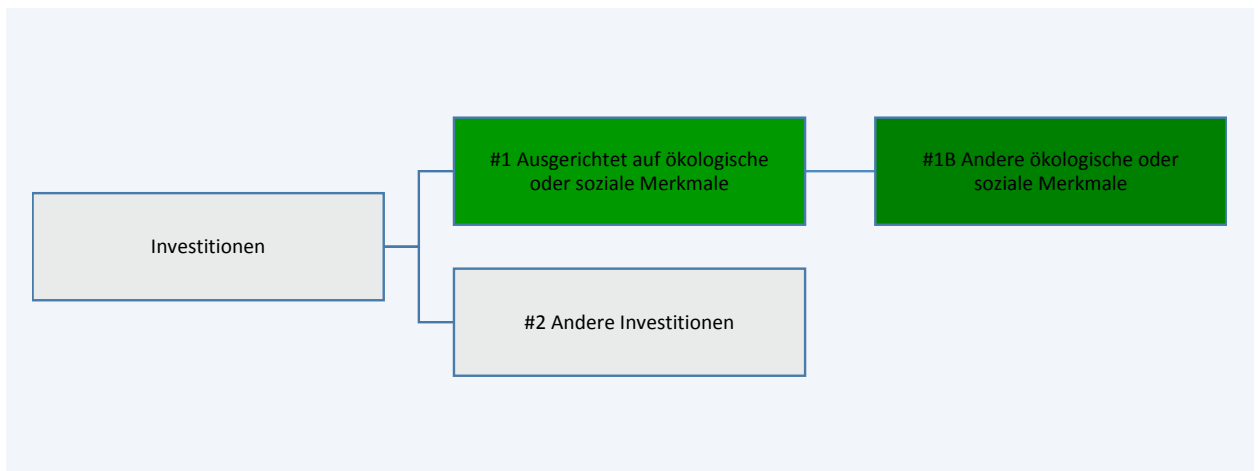 #1 Ausgerichtet auf ökologische
oder soziale Merkmale
#1B Andere ökologische oder
soziale Merkmale
Investitionen
#2 Andere Investitionen